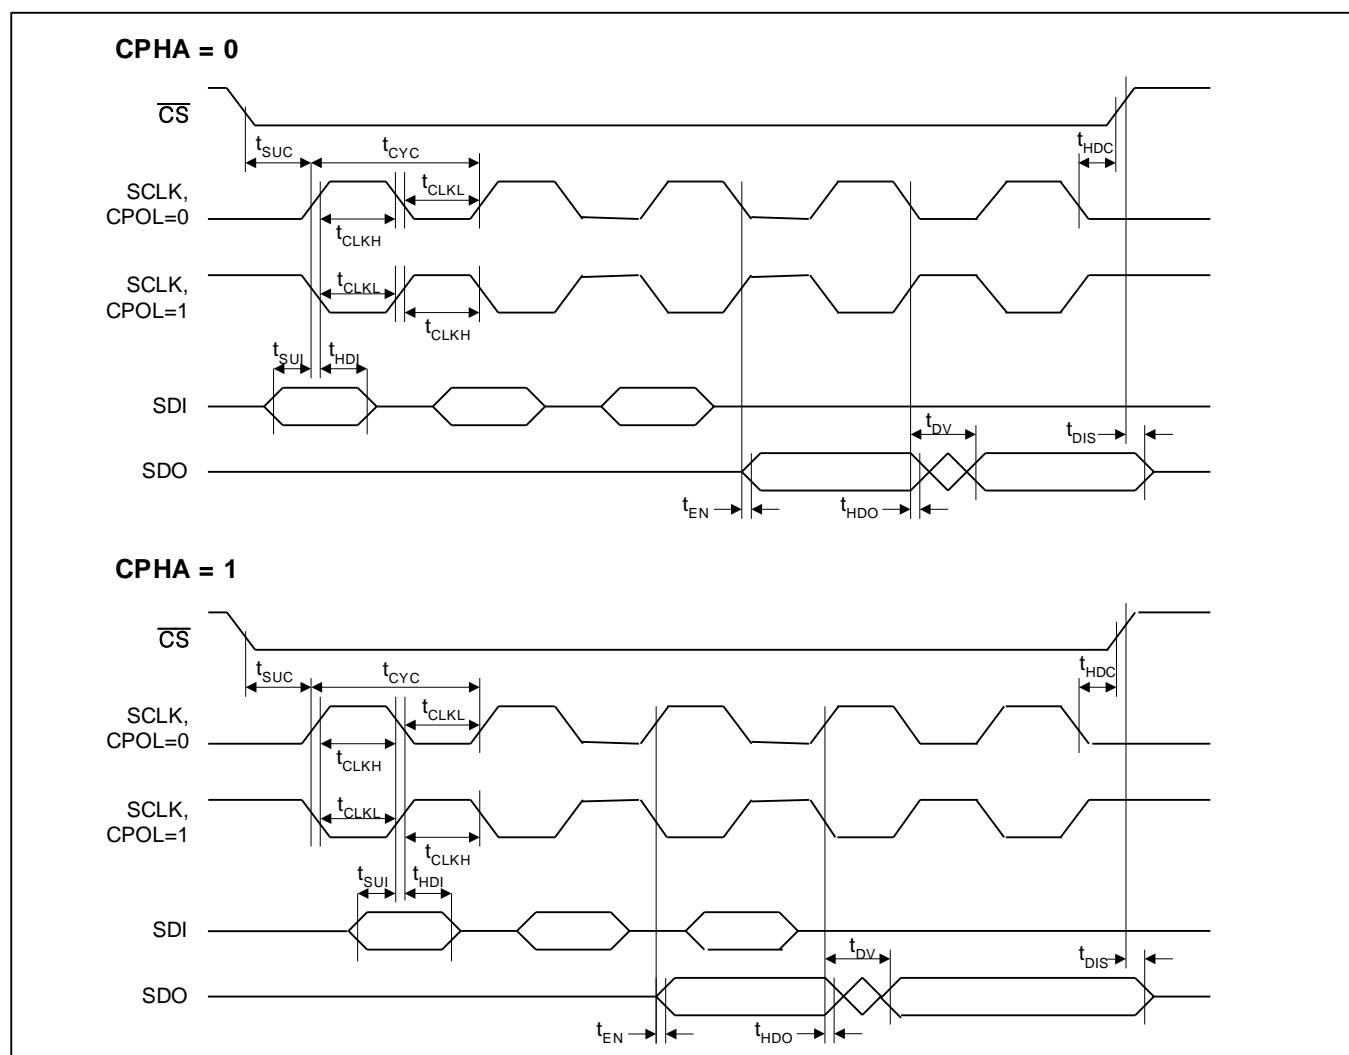 CPHA = 0
CS
tSUC
tCYC
tHDC
SCLK,
CPOL=0
tCLKL
tCLKH
SCLK,
CPOL=1
tCLKL
tCLKH
tSUI
tHDI
SDI
tDV
tDIS
SDO
tEN
tHDO
CPHA = 1
CS
tSUC
tCYC
tHDC
SCLK,
CPOL=0
tCLKL
tCLKH
SCLK,
CPOL=1
tCLKL
tCLKH
tSUI
tHDI
SDI
tDV
tDIS
SDO
tEN
tHDO